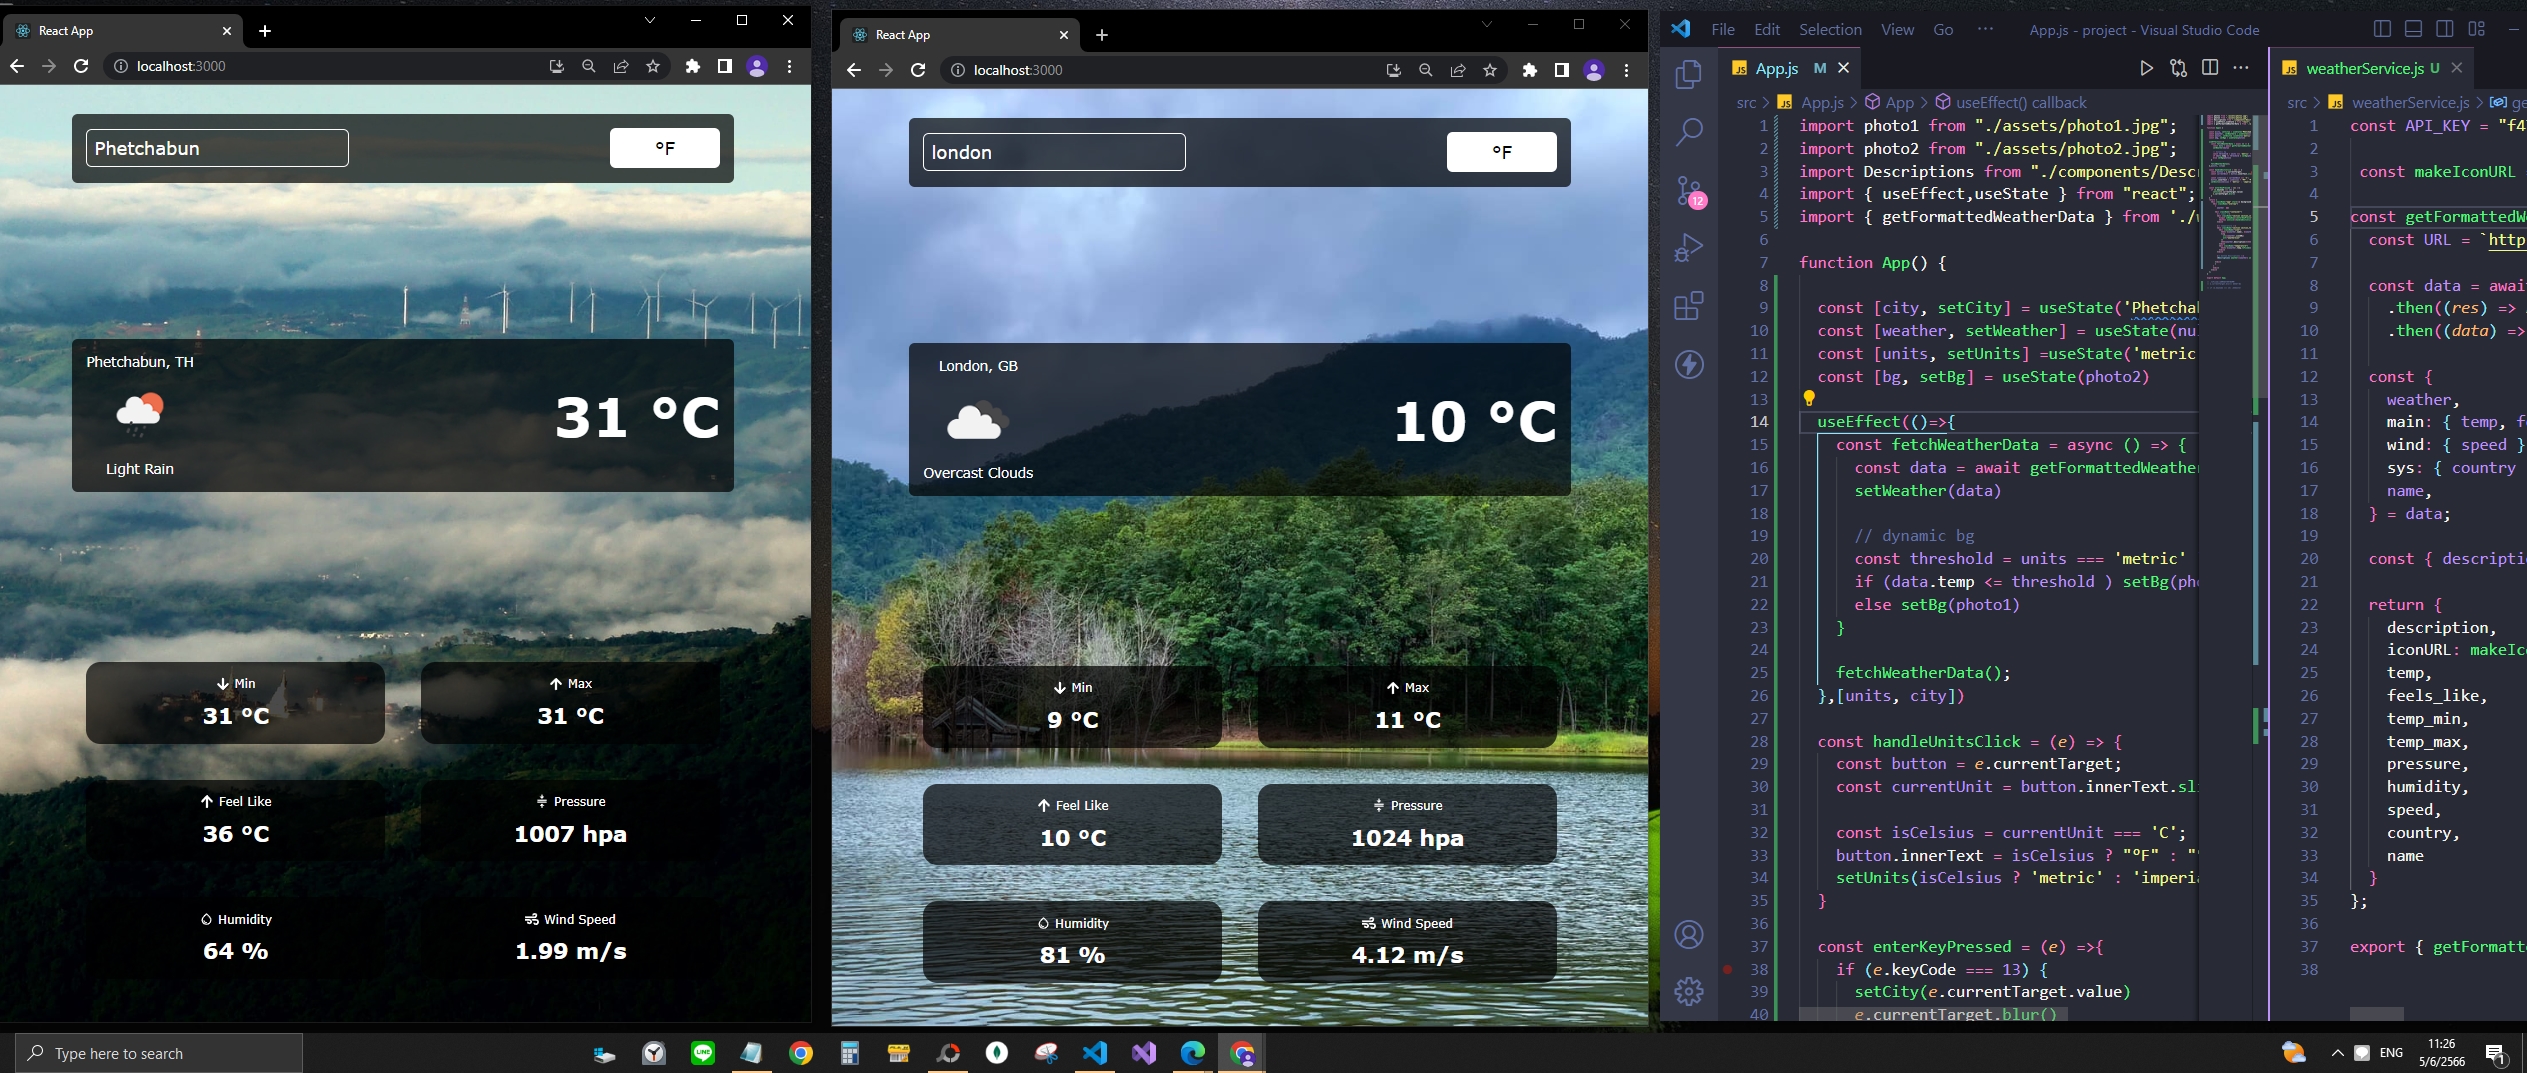 React App
localhost:3000
Phetchabun
°F
Phetchabun, TH
31 °C
Light Rain
Min
31 °C
Max
31 °C
Feel Like
36 °C
Pressure
1007 hpa
Humidity
64 %
Wind Speed
1.99 m/s
React App
localhost:3000
london
°F
London, GB
10 °C
Overcast Clouds
Min
9 °C
Max
11 °C
Feel Like
10 °C
Pressure
1024 hpa
Humidity
81 %
Wind Speed
4.12 m/s
File Edit Selection View Go ··· App.js - project - Visual Studio Code
App.js M
src > App.js > App > useEffect() callback
12
1 import photo1 from "./assets/photo1.jpg";
2 import photo2 from "./assets/photo2.jpg";
3 import Descriptions from "./components/Desc
4 import { useEffect,useState } from "react";
5 import { getFormattedWeatherData } from './
6
7 function App() {
8
9 const [city, setCity] = useState('Phetcha
10 const [weather, setWeather] = useState(nu
11 const [units, setUnits] =useState('metric
12 const [bg, setBg] = useState(photo2)
13
14 useEffect(()=>{
15 const fetchWeatherData = async () => {
16 const data = await getFormattedWeathe
17 setWeather(data)
18
19 // dynamic bg
20 const threshold = units === 'metric'
21 if (data.temp <= threshold ) setBg(ph
22 else setBg(photo1)
23 }
24
25 fetchWeatherData();
26 },[units, city])
27
28 const handleUnitsClick = (e) => {
29 const button = e.currentTarget;
30 const currentUnit = button.innerText.sl
31
32 const isCelsius = currentUnit === 'C';
33 button.innerText = isCelsius ? "°F" : "
34 setUnits(isCelsius ? 'metric' : 'imperi
35 }
36
37 const enterKeyPressed = (e) =>{
38 if (e.keyCode === 13) {
39 setCity(e.currentTarget.value)
40 e.currentTarget.blur()
weatherService.js U
src > weatherService.js > ge
1 const API_KEY = "f4
2
3 const makeIconURL
4
5 const getFormattedW
6 const URL = `http
7
8 const data = awai
9 .then((res) =>
10 .then((data) =>
11
12 const {
13 weather,
14 main: { temp, f
15 wind: { speed }
16 sys: { country
17 name,
18 } = data;
19
20 const { descripti
21
22 return {
23 description,
24 iconURL: makeIc
25 temp,
26 feels_like,
27 temp_min,
28 temp_max,
29 pressure,
30 humidity,
31 speed,
32 country,
33 name
34 }
35 };
36
37 export { getFormatt
38
Type here to search
LINE
ENG
11:26
5/6/2566
1